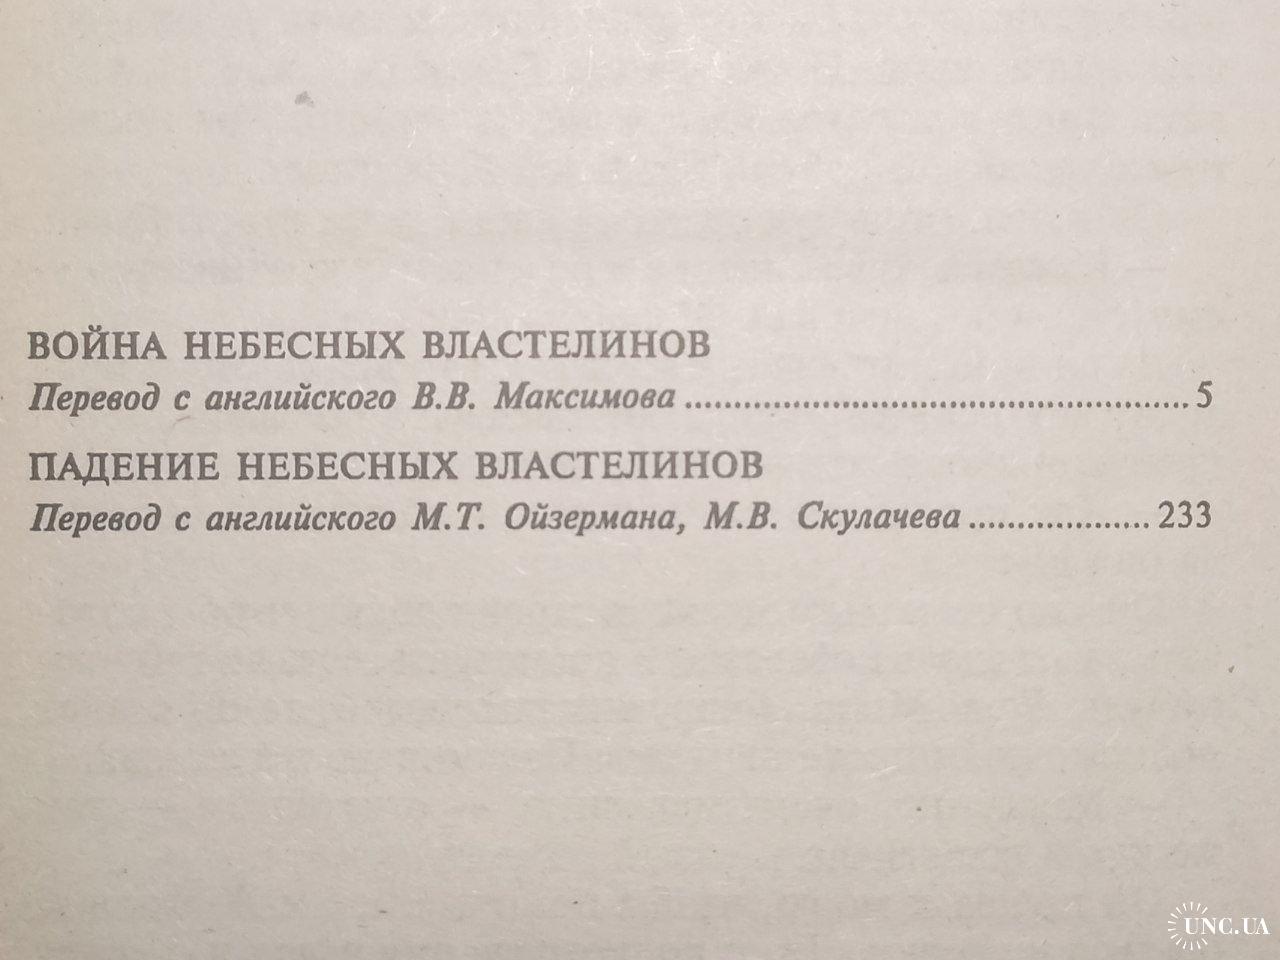 ВОЙНА НЕБЕСНЫХ ВЛАСТЕЛИНОВ
Перевод с английского В.В. Максимова ..................................................... 5
ПАДЕНИЕ НЕБЕСНЫХ ВЛАСТЕЛИНОВ
Перевод с английского М.Т. Ойзермана, М.В. Скулачева ................... 233
UNC.UA